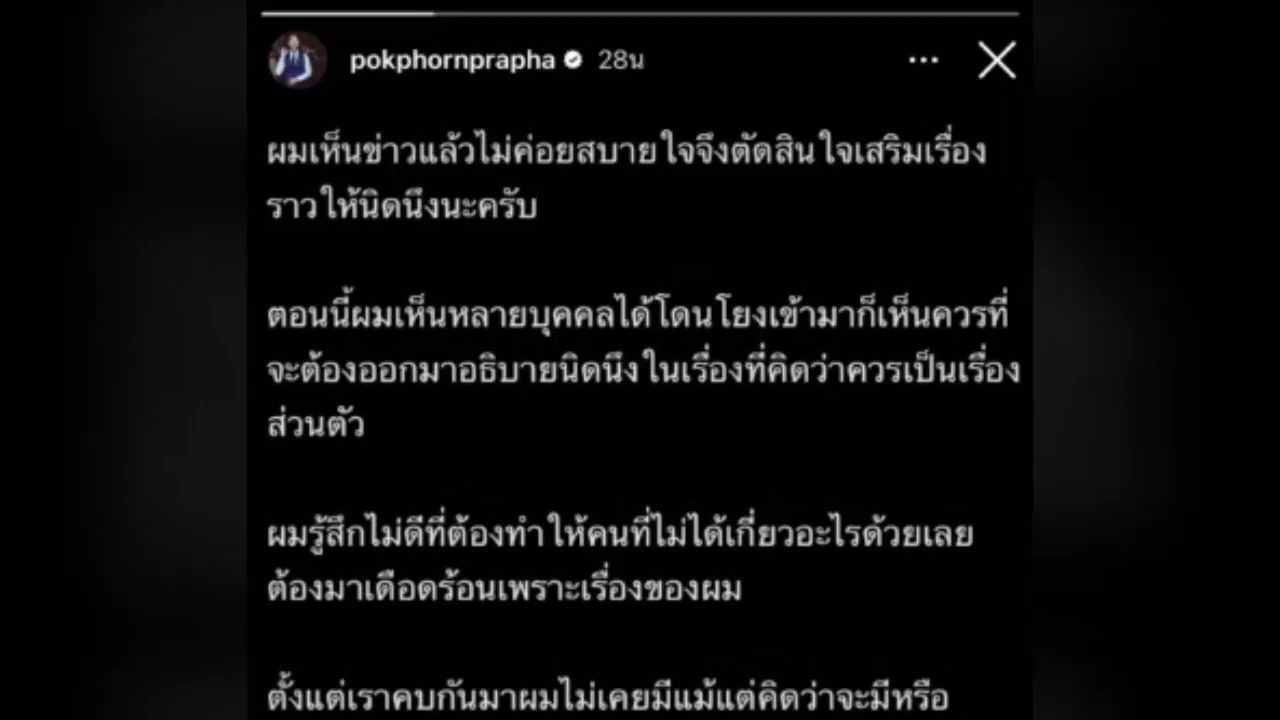 pokphornprapha 28น
ผมเห็นข่าวแล้วไม่ค่อยสบายใจจึงตัดสินใจเสริมเรื่อง
ราวให้นิดนึงนะครับ
ตอนนี้ผมเห็นหลายบุคคลได้โดนโยงเข้ามาก็เห็นควรที่
จะต้องออกมาอธิบายนิดนึงในเรื่องที่คิดว่าควรเป็นเรื่อง
ส่วนตัว
ผมรู้สึกไม่ดีที่ต้องทำให้คนที่ไม่ได้เกี่ยวอะไรด้วยเลย
ต้องมาเดือดร้อนเพราะเรื่องของผม
ตั้งแต่เราคบกันมาผมไม่เคยมีแม้แต่คิดว่าจะมีหรือ